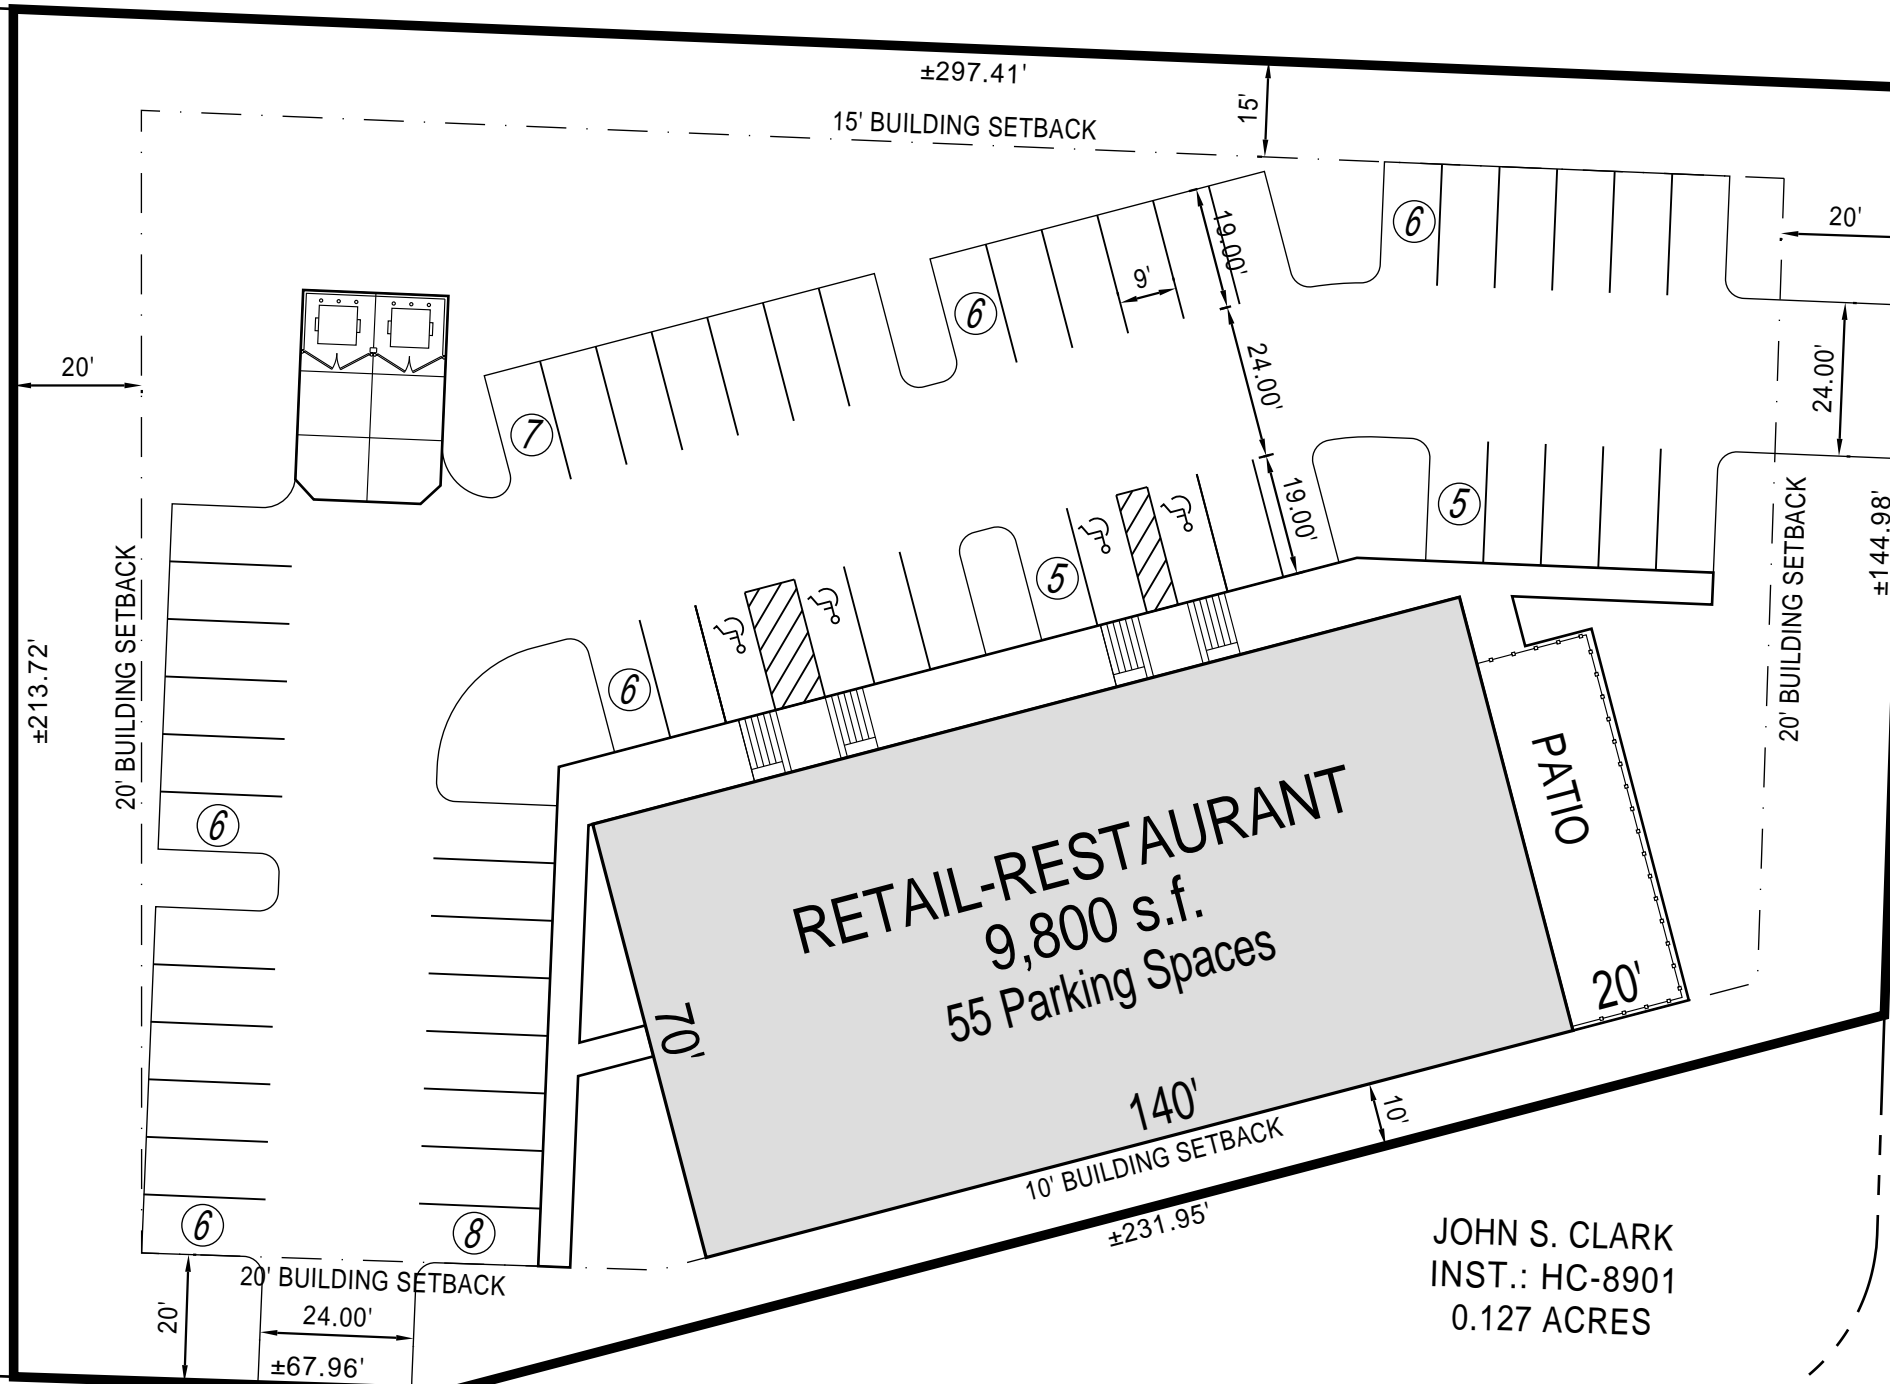 ±297.41'
15' BUILDING SETBACK
15'
20'
6
19.00'
9'
6
24.00'
24.00'
20'
7
19.00'
5
5
6
20' BUILDING SETBACK
±213.72'
20' BUILDING SETBACK
±144.98'
6
PATIO
20'
RETAIL-RESTAURANT
9,800 s.f.
55 Parking Spaces
70'
140'
10' BUILDING SETBACK
10'
±231.95'
6
8
20' BUILDING SETBACK
20'
24.00'
±67.96'
JOHN S. CLARK
INST.: HC-8901
0.127 ACRES